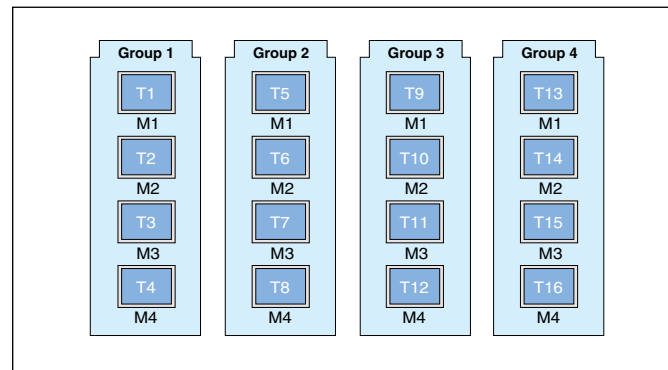 Group 1
T1
M1
T2
M2
T3
M3
T4
M4
Group 2
T5
M1
T6
M2
T7
M3
T8
M4
Group 3
T9
M1
T10
M2
T11
M3
T12
M4
Group 4
T13
M1
T14
M2
T15
M3
T16
M4